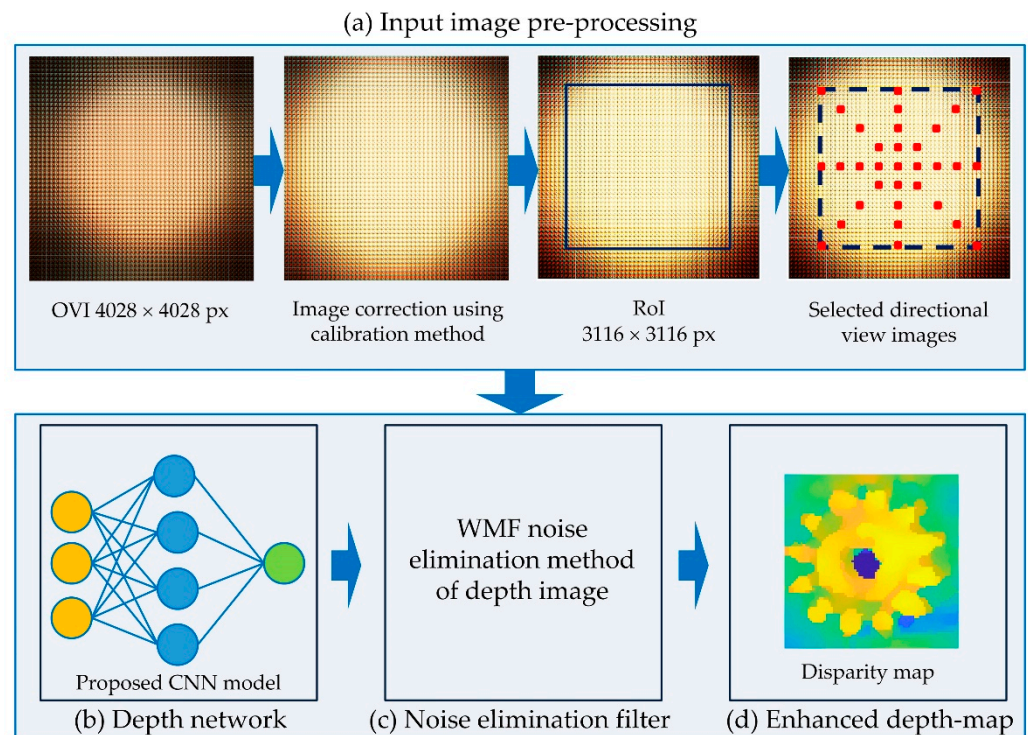 (a) Input image pre-processing
OVI 4028 × 4028 px
Image correction using
calibration method
RoI
3116 × 3116 px
Selected directional
view images
Proposed CNN model
(b) Depth network
WMF noise
elimination method
of depth image
(c) Noise elimination filter
Disparity map
(d) Enhanced depth-map